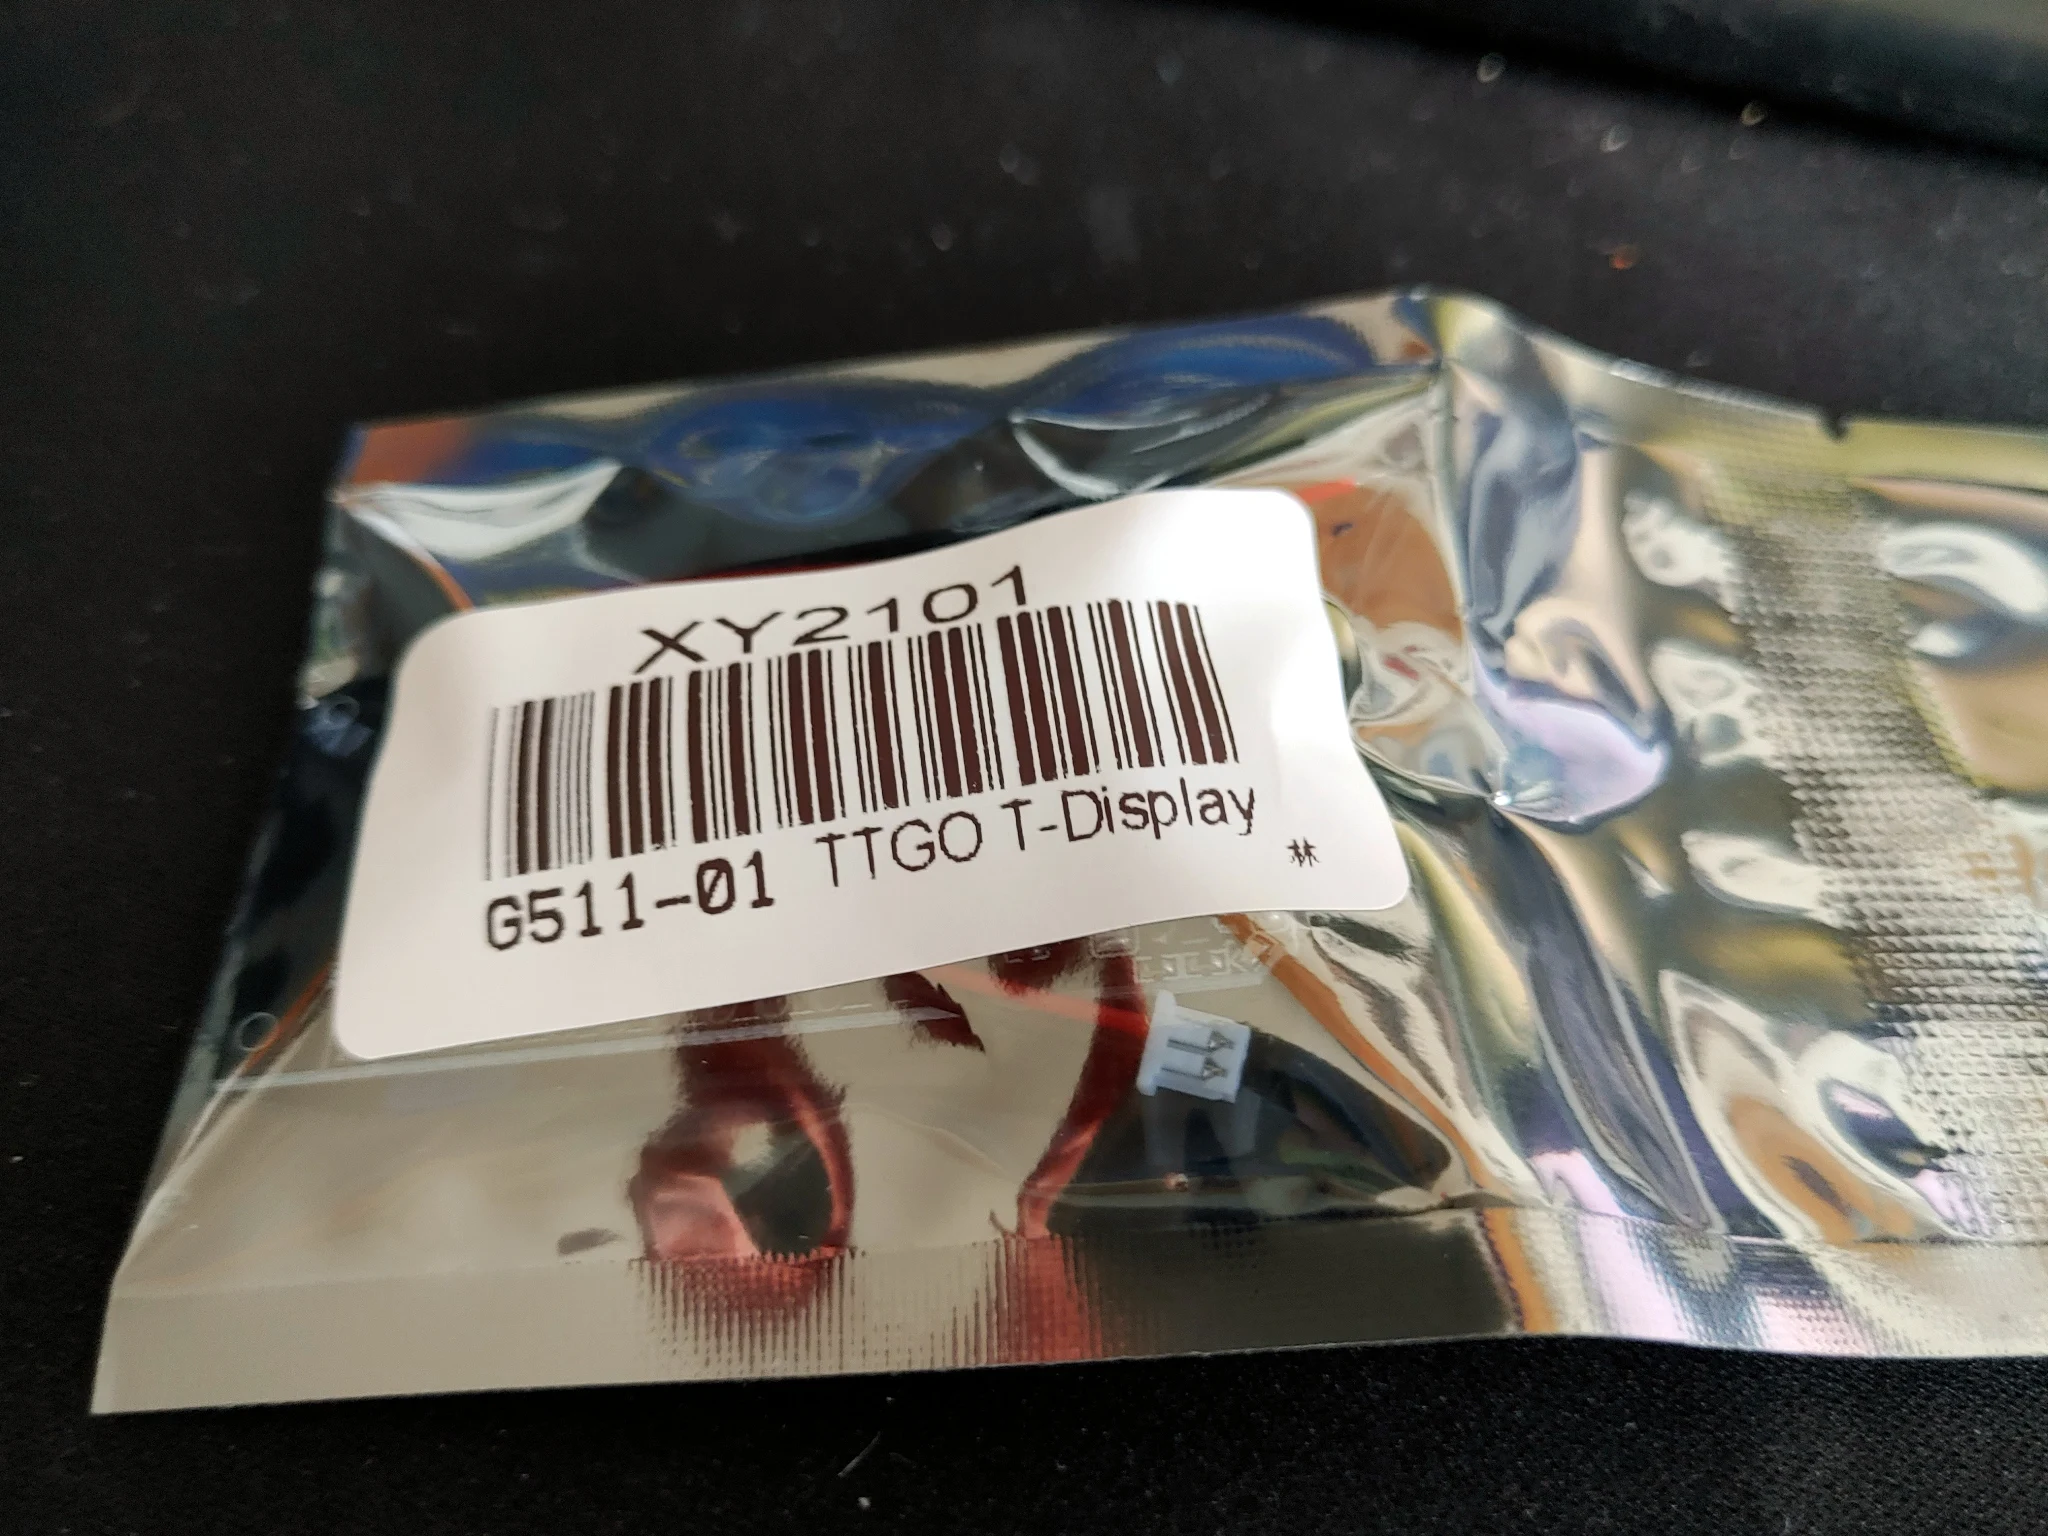 XY2101
G511-01 TTGO T-Display
林